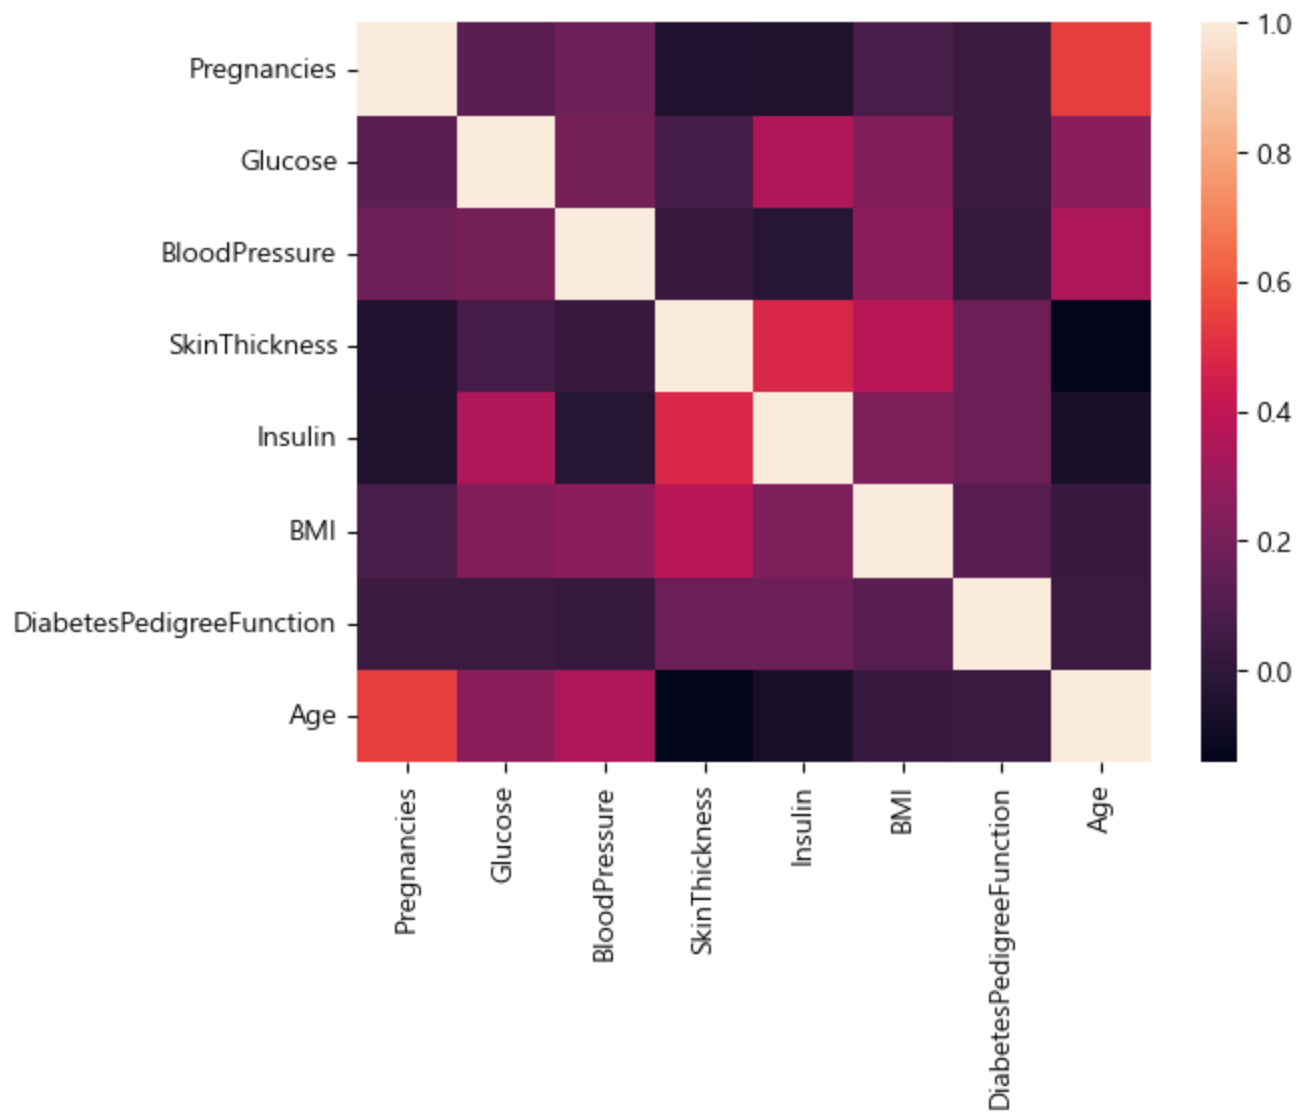 Pregnancies
Glucose
BloodPressure
SkinThickness
Insulin
BMI
DiabetesPedigreeFunction
Age
Pregnancies
Glucose
BloodPressure
SkinThickness
Insulin
BMI
DiabetesPedigreeFunction
Age
1.0
0.8
0.6
0.4
0.2
0.0